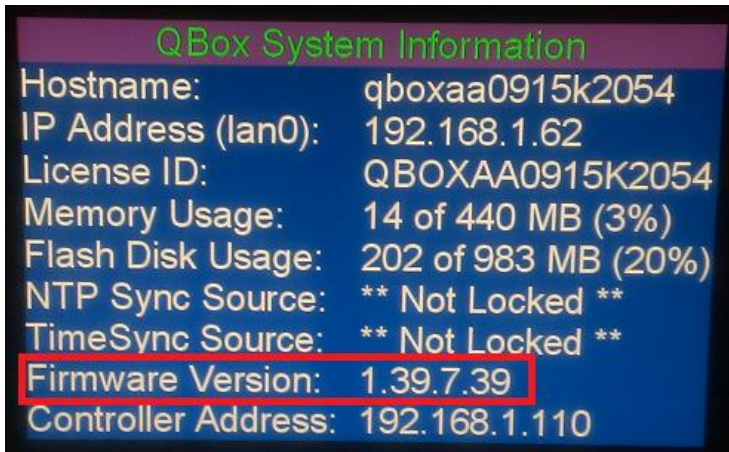 QBox System Information
Hostname: qboxaa0915k2054
IP Address (lan0): 192.168.1.62
License ID: QBOXAA0915K2054
Memory Usage: 14 of 440 MB (3%)
Flash Disk Usage: 202 of 983 MB (20%)
NTP Sync Source: ** Not Locked **
TimeSync Source: ** Not Locked **
Firmware Version: 1.39.7.39
Controller Address: 192.168.1.110